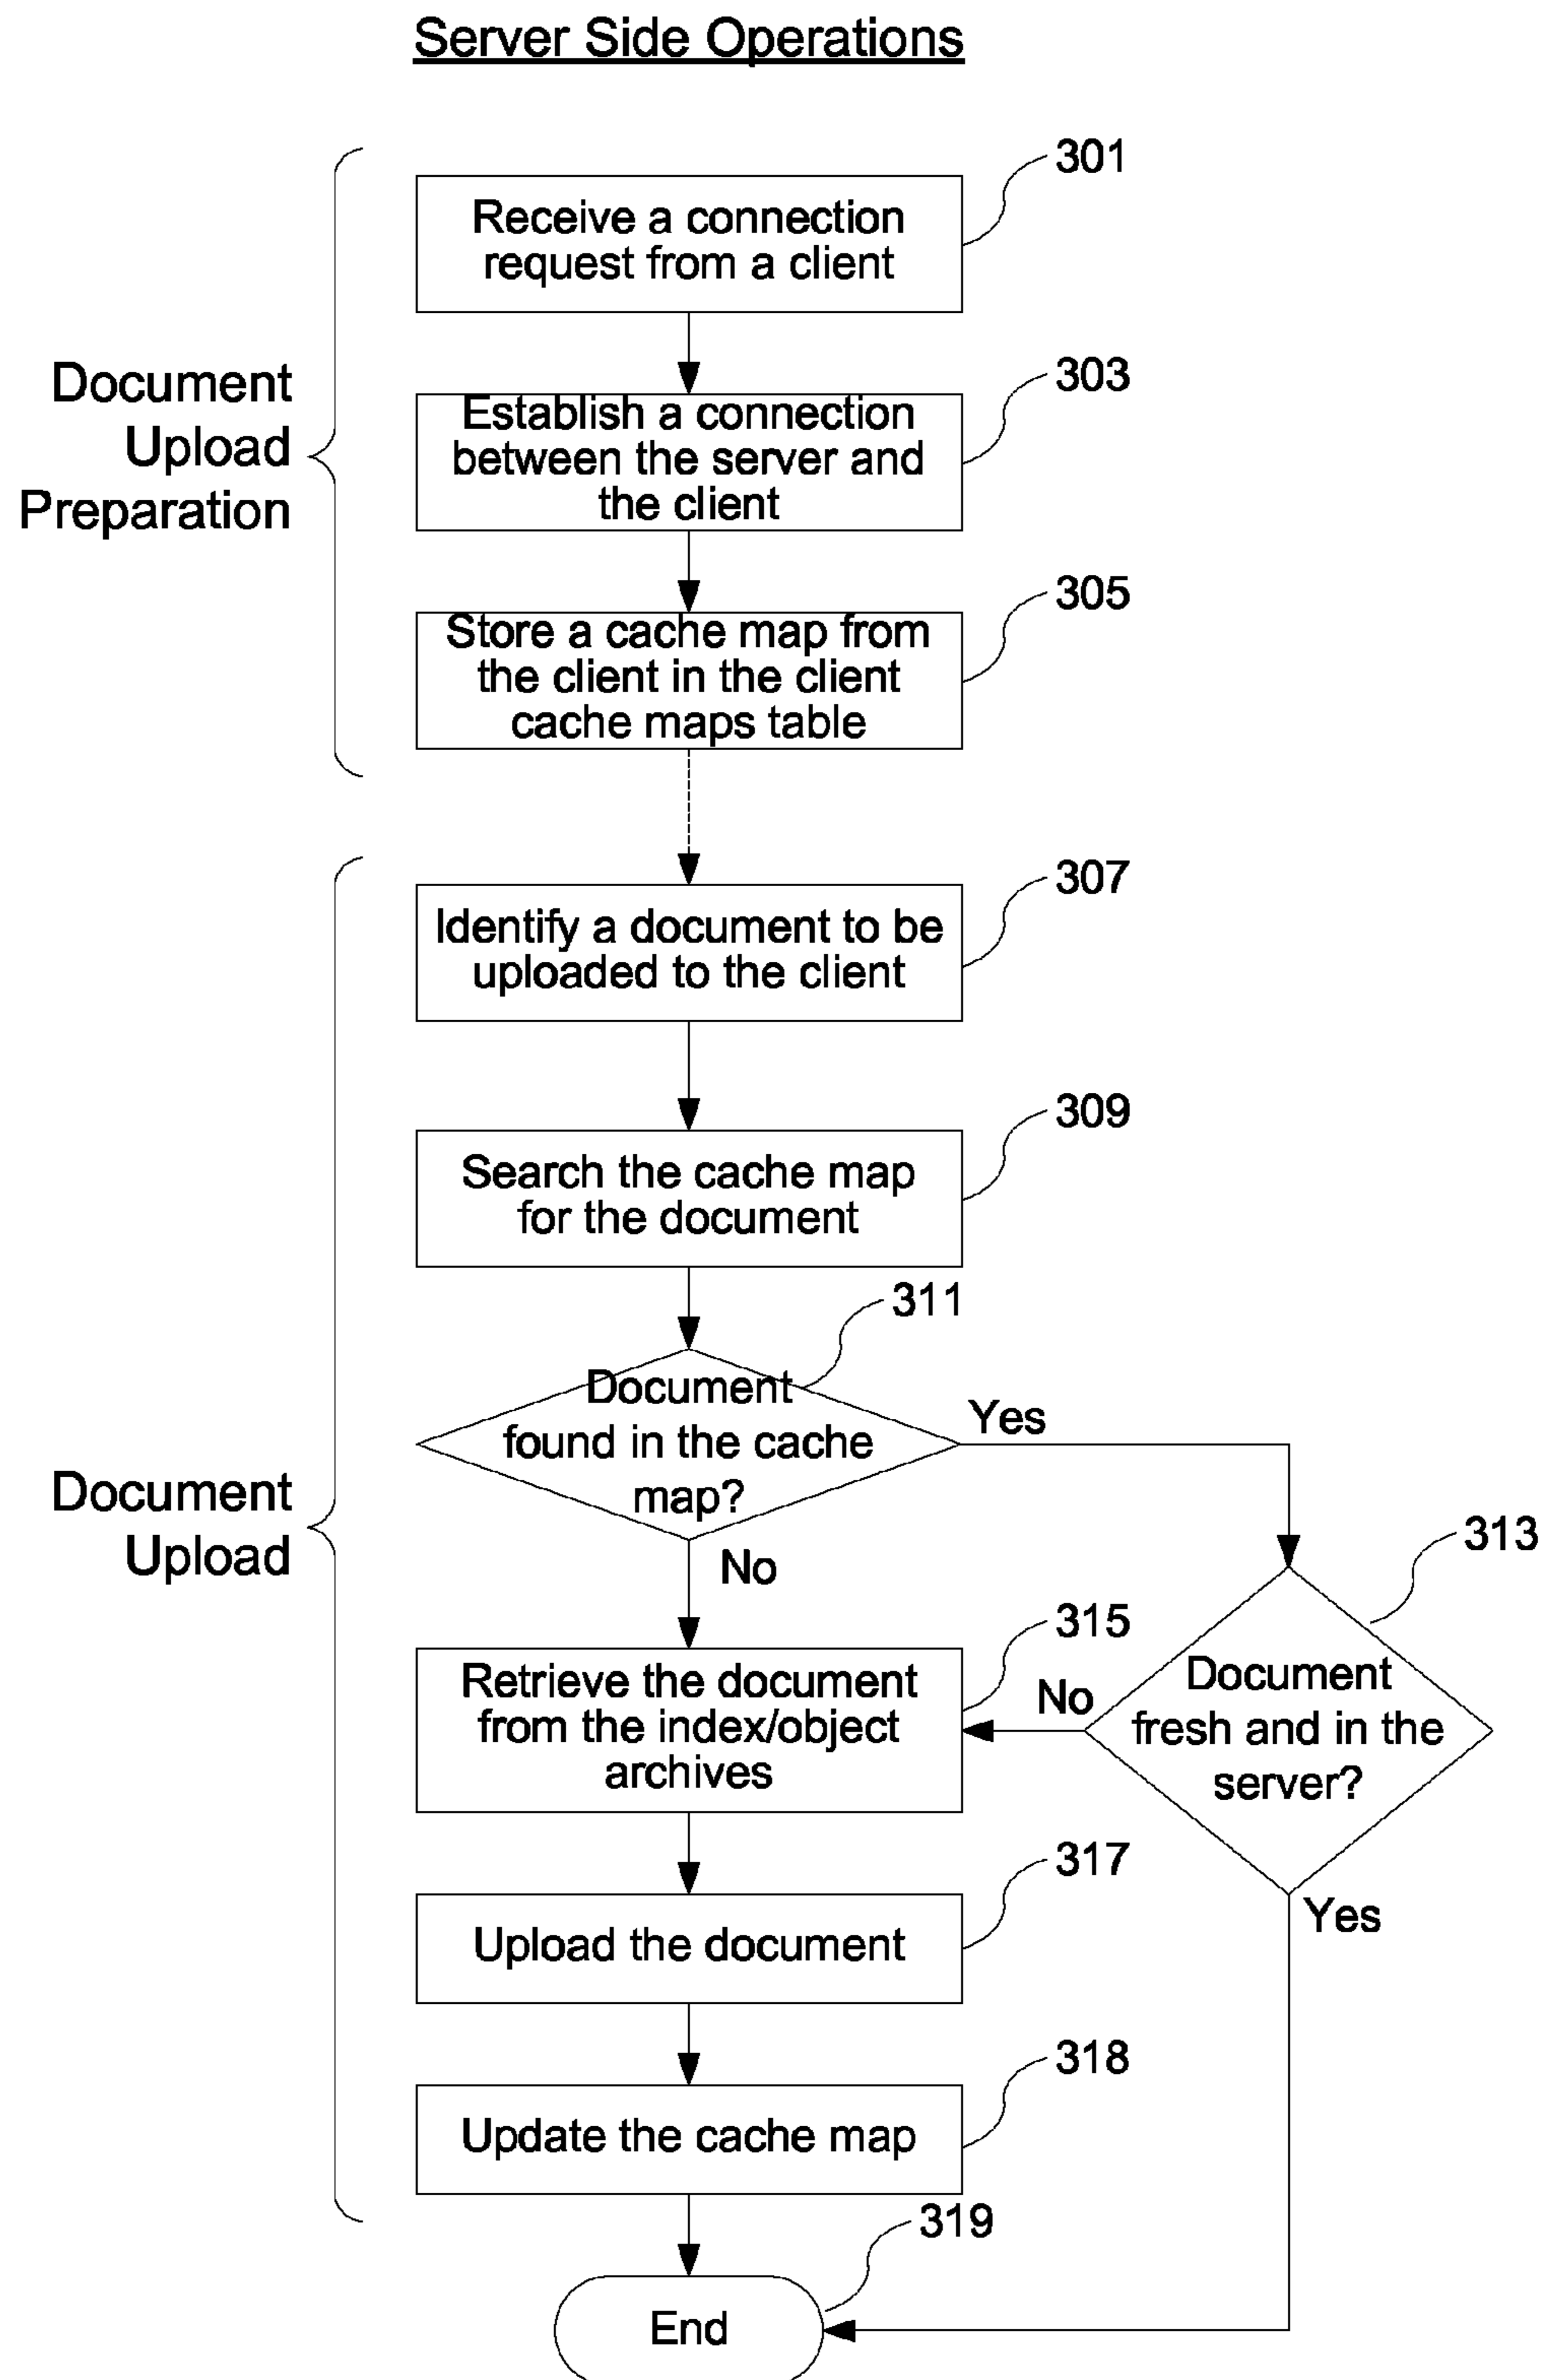 Server Side Operations
301
Receive a connection
request from a client
Document
Upload
Preparation
303
Establish a connection
between the server and
the client
305
Store a cache map from
the client in the client
cache maps table
307
Identify a document to be
uploaded to the client
309
Search the cache map
for the document
311
Document
found in the cache
map?
Yes
No
Document
Upload
313
Document
fresh and in the
server?
No
Yes
315
Retrieve the document
from the index/object
archives
317
Upload the document
318
Update the cache map
319
End